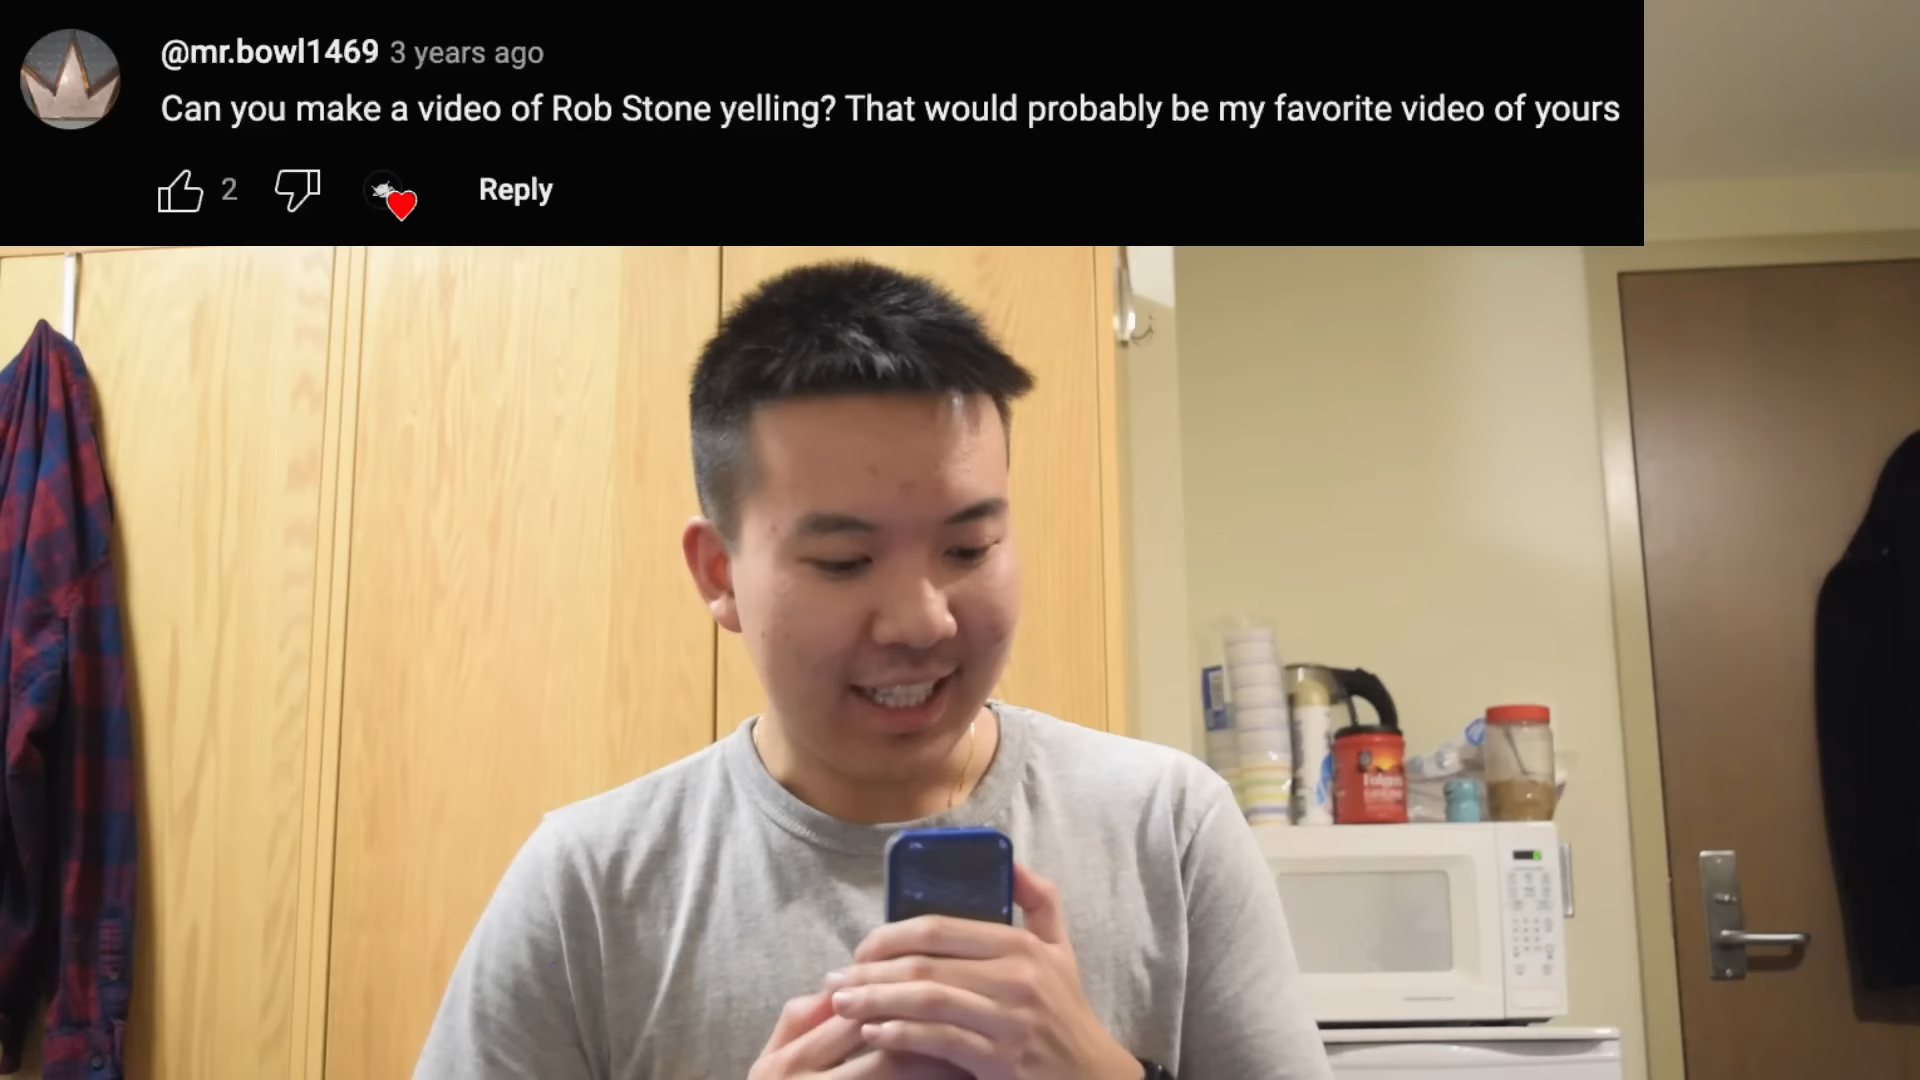 @mr.bowl1469 3 years ago
Can you make a video of Rob Stone yelling? That would probably be my favorite video of yours
2 Reply
Folgers